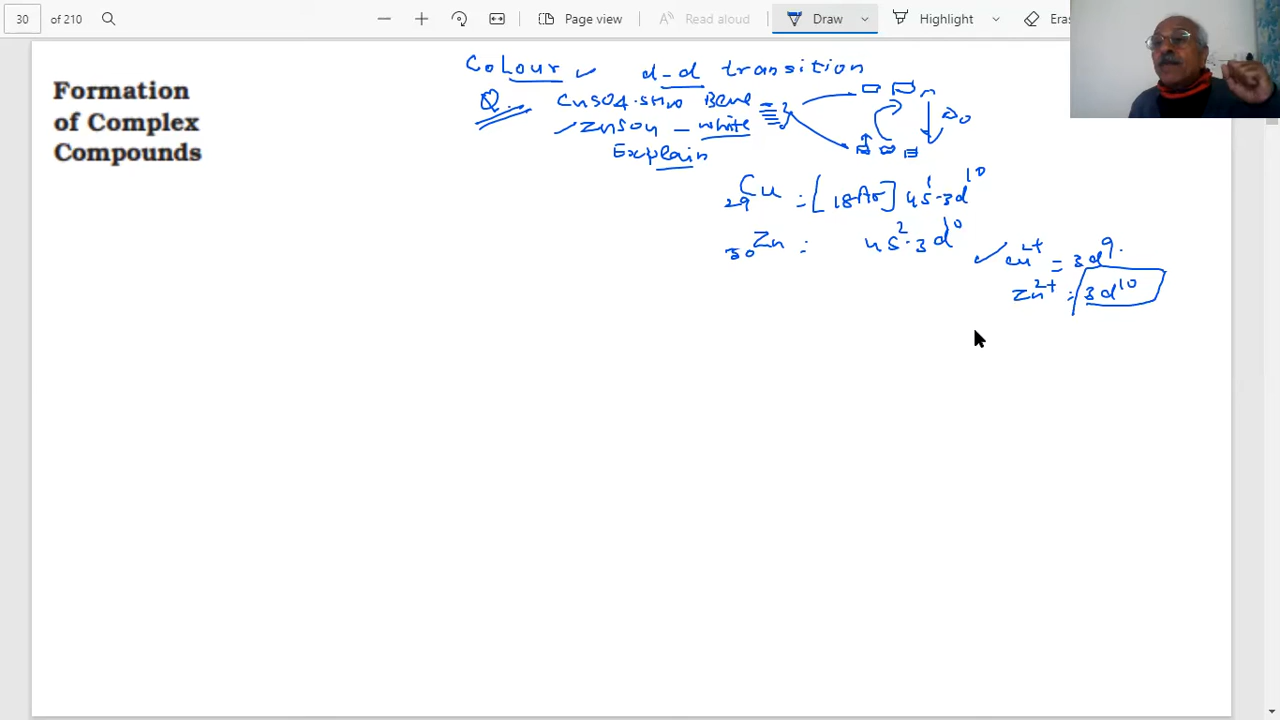 30 of 210
Page view
Read aloud
Draw
Highlight
Eras
Formation
of Complex
Compounds
Colour ✓ d-d transition
Q. CuSO4.5H2O Blue
✓ ZnSO4 – white
Explain
Δo
29Cu = [18Ar] 4s¹.3d¹⁰
30Zn = 4s².3d¹⁰
✓ Cu²⁺ = 3d⁹.
Zn²⁺ = 3d¹⁰